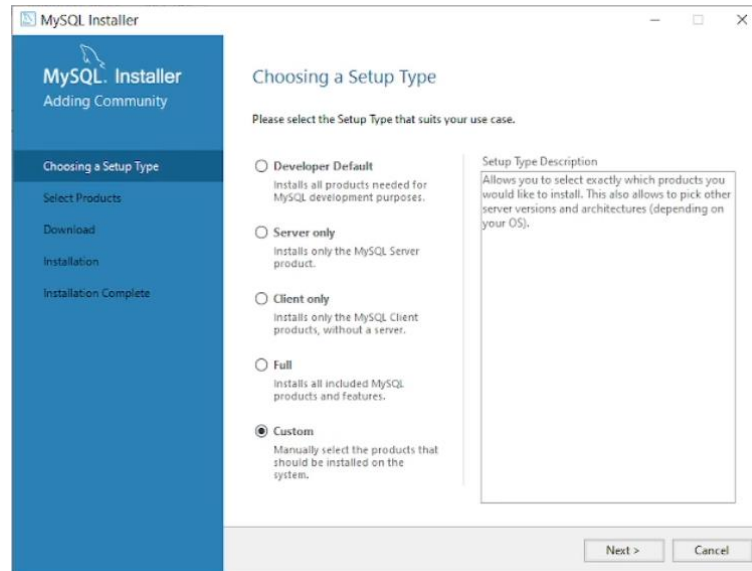 MySQL Installer
MySQL. Installer
Adding Community
Choosing a Setup Type
Select Products
Download
Installation
Installation Complete
Choosing a Setup Type
Please select the Setup Type that suits your use case.
Developer Default
Installs all products needed for
MySQL development purposes.
Server only
Installs only the MySQL Server
product.
Client only
Installs only the MySQL Client
products, without a server.
Full
Installs all included MySQL
products and features.
Custom
Manually select the products that
should be installed on the
system.
Setup Type Description
Allows you to select exactly which products you
would like to install. This also allows to pick other
server versions and architectures (depending on
your OS).
Next >
Cancel